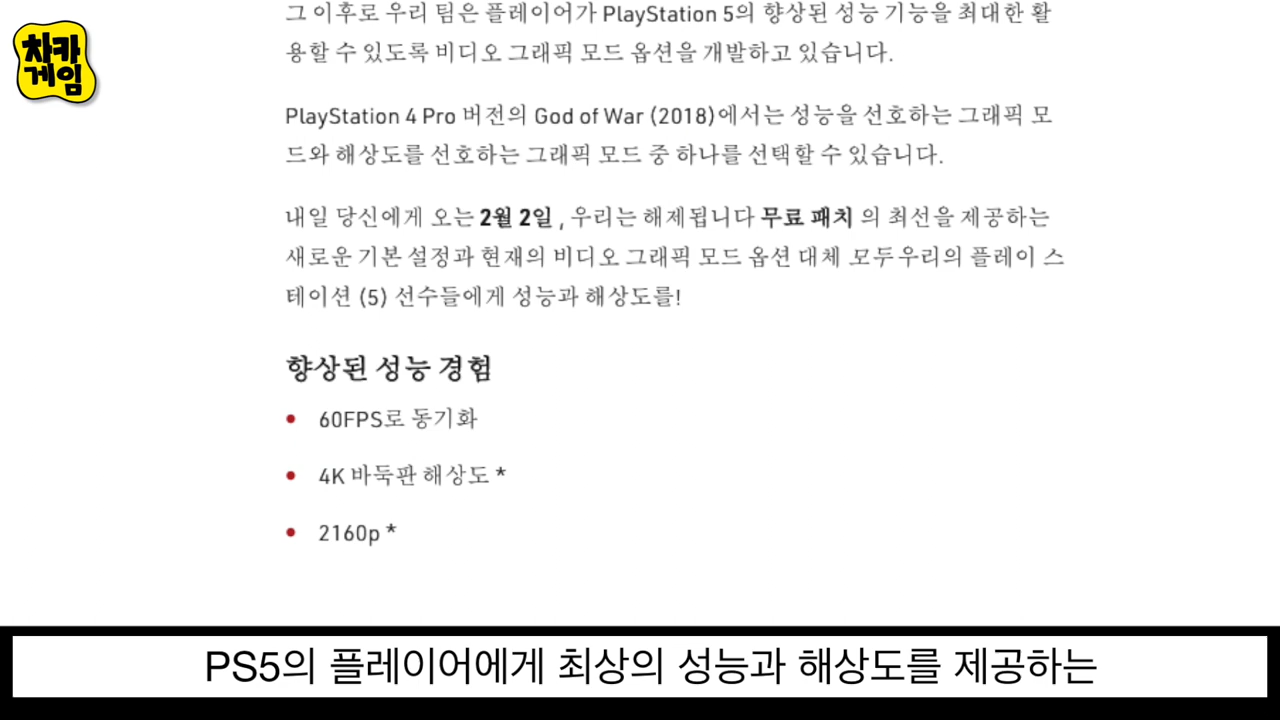 차카
게임
그 이후로 우리 팀은 플레이어가 PlayStation 5의 향상된 성능 기능을 최대한 활
용할 수 있도록 비디오 그래픽 모드 옵션을 개발하고 있습니다.
PlayStation 4 Pro 버전의 God of War (2018)에서는 성능을 선호하는 그래픽 모
드와 해상도를 선호하는 그래픽 모드 중 하나를 선택할 수 있습니다.
내일 당신에게 오는 2월 2일 , 우리는 해제됩니다 무료 패치 의 최선을 제공하는
새로운 기본 설정과 현재의 비디오 그래픽 모드 옵션 대체 모두우리의 플레이 스
테이션 (5) 선수들에게 성능과 해상도를!
향상된 성능 경험
• 60FPS로 동기화
• 4K 바둑판 해상도 *
• 2160p *
PS5의 플레이어에게 최상의 성능과 해상도를 제공하는